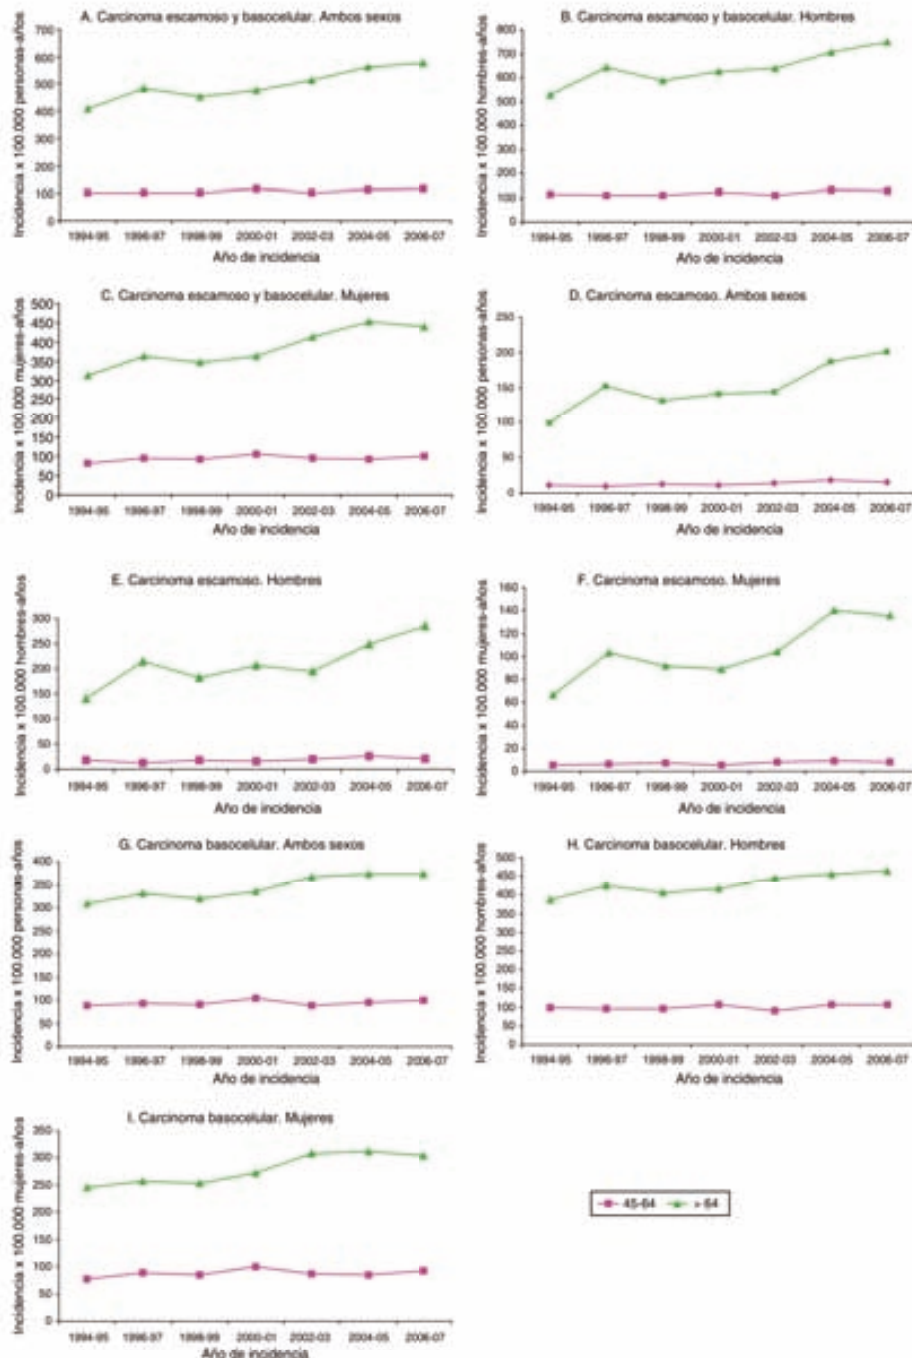 A. Carcinoma escamoso y basocelular. Ambos sexos
Incidencia x 100.000 personas-años
700
600
500
400
300
200
100
0
1994-95 1996-97 1998-99 2000-01 2002-03 2004-05 2006-07
Año de incidencia
B. Carcinoma escamoso y basocelular. Hombres
Incidencia x 100.000 hombres-años
800
700
600
500
400
300
200
100
0
1994-95 1996-97 1998-99 2000-01 2002-03 2004-05 2006-07
Año de incidencia
C. Carcinoma escamoso y basocelular. Mujeres
Incidencia x 100.000 mujeres-años
500
450
400
350
300
250
200
150
100
50
0
1994-95 1996-97 1998-99 2000-01 2002-03 2004-05 2006-07
Año de incidencia
D. Carcinoma escamoso. Ambos sexos
Incidencia x 100.000 personas-años
250
200
150
100
50
0
1994-95 1996-97 1998-99 2000-01 2002-03 2004-05 2006-07
Año de incidencia
E. Carcinoma escamoso. Hombres
Incidencia x 100.000 hombres-años
300
250
200
150
100
50
0
1994-95 1996-97 1998-99 2000-01 2002-03 2004-05 2006-07
Año de incidencia
F. Carcinoma escamoso. Mujeres
Incidencia x 100.000 mujeres-años
160
140
120
100
80
60
40
20
0
1994-95 1996-97 1998-99 2000-01 2002-03 2004-05 2006-07
Año de incidencia
G. Carcinoma basocelular. Ambos sexos
Incidencia x 100.000 personas-años
400
350
300
250
200
150
100
50
0
1994-95 1996-97 1998-99 2000-01 2002-03 2004-05 2006-07
Año de incidencia
H. Carcinoma basocelular. Hombres
Incidencia x 100.000 hombres-años
500
450
400
350
300
250
200
150
100
50
0
1994-95 1996-97 1998-99 2000-01 2002-03 2004-05 2006-07
Año de incidencia
I. Carcinoma basocelular. Mujeres
Incidencia x 100.000 mujeres-años
350
300
250
200
150
100
50
0
1994-95 1996-97 1998-99 2000-01 2002-03 2004-05 2006-07
Año de incidencia
45-64 > 64